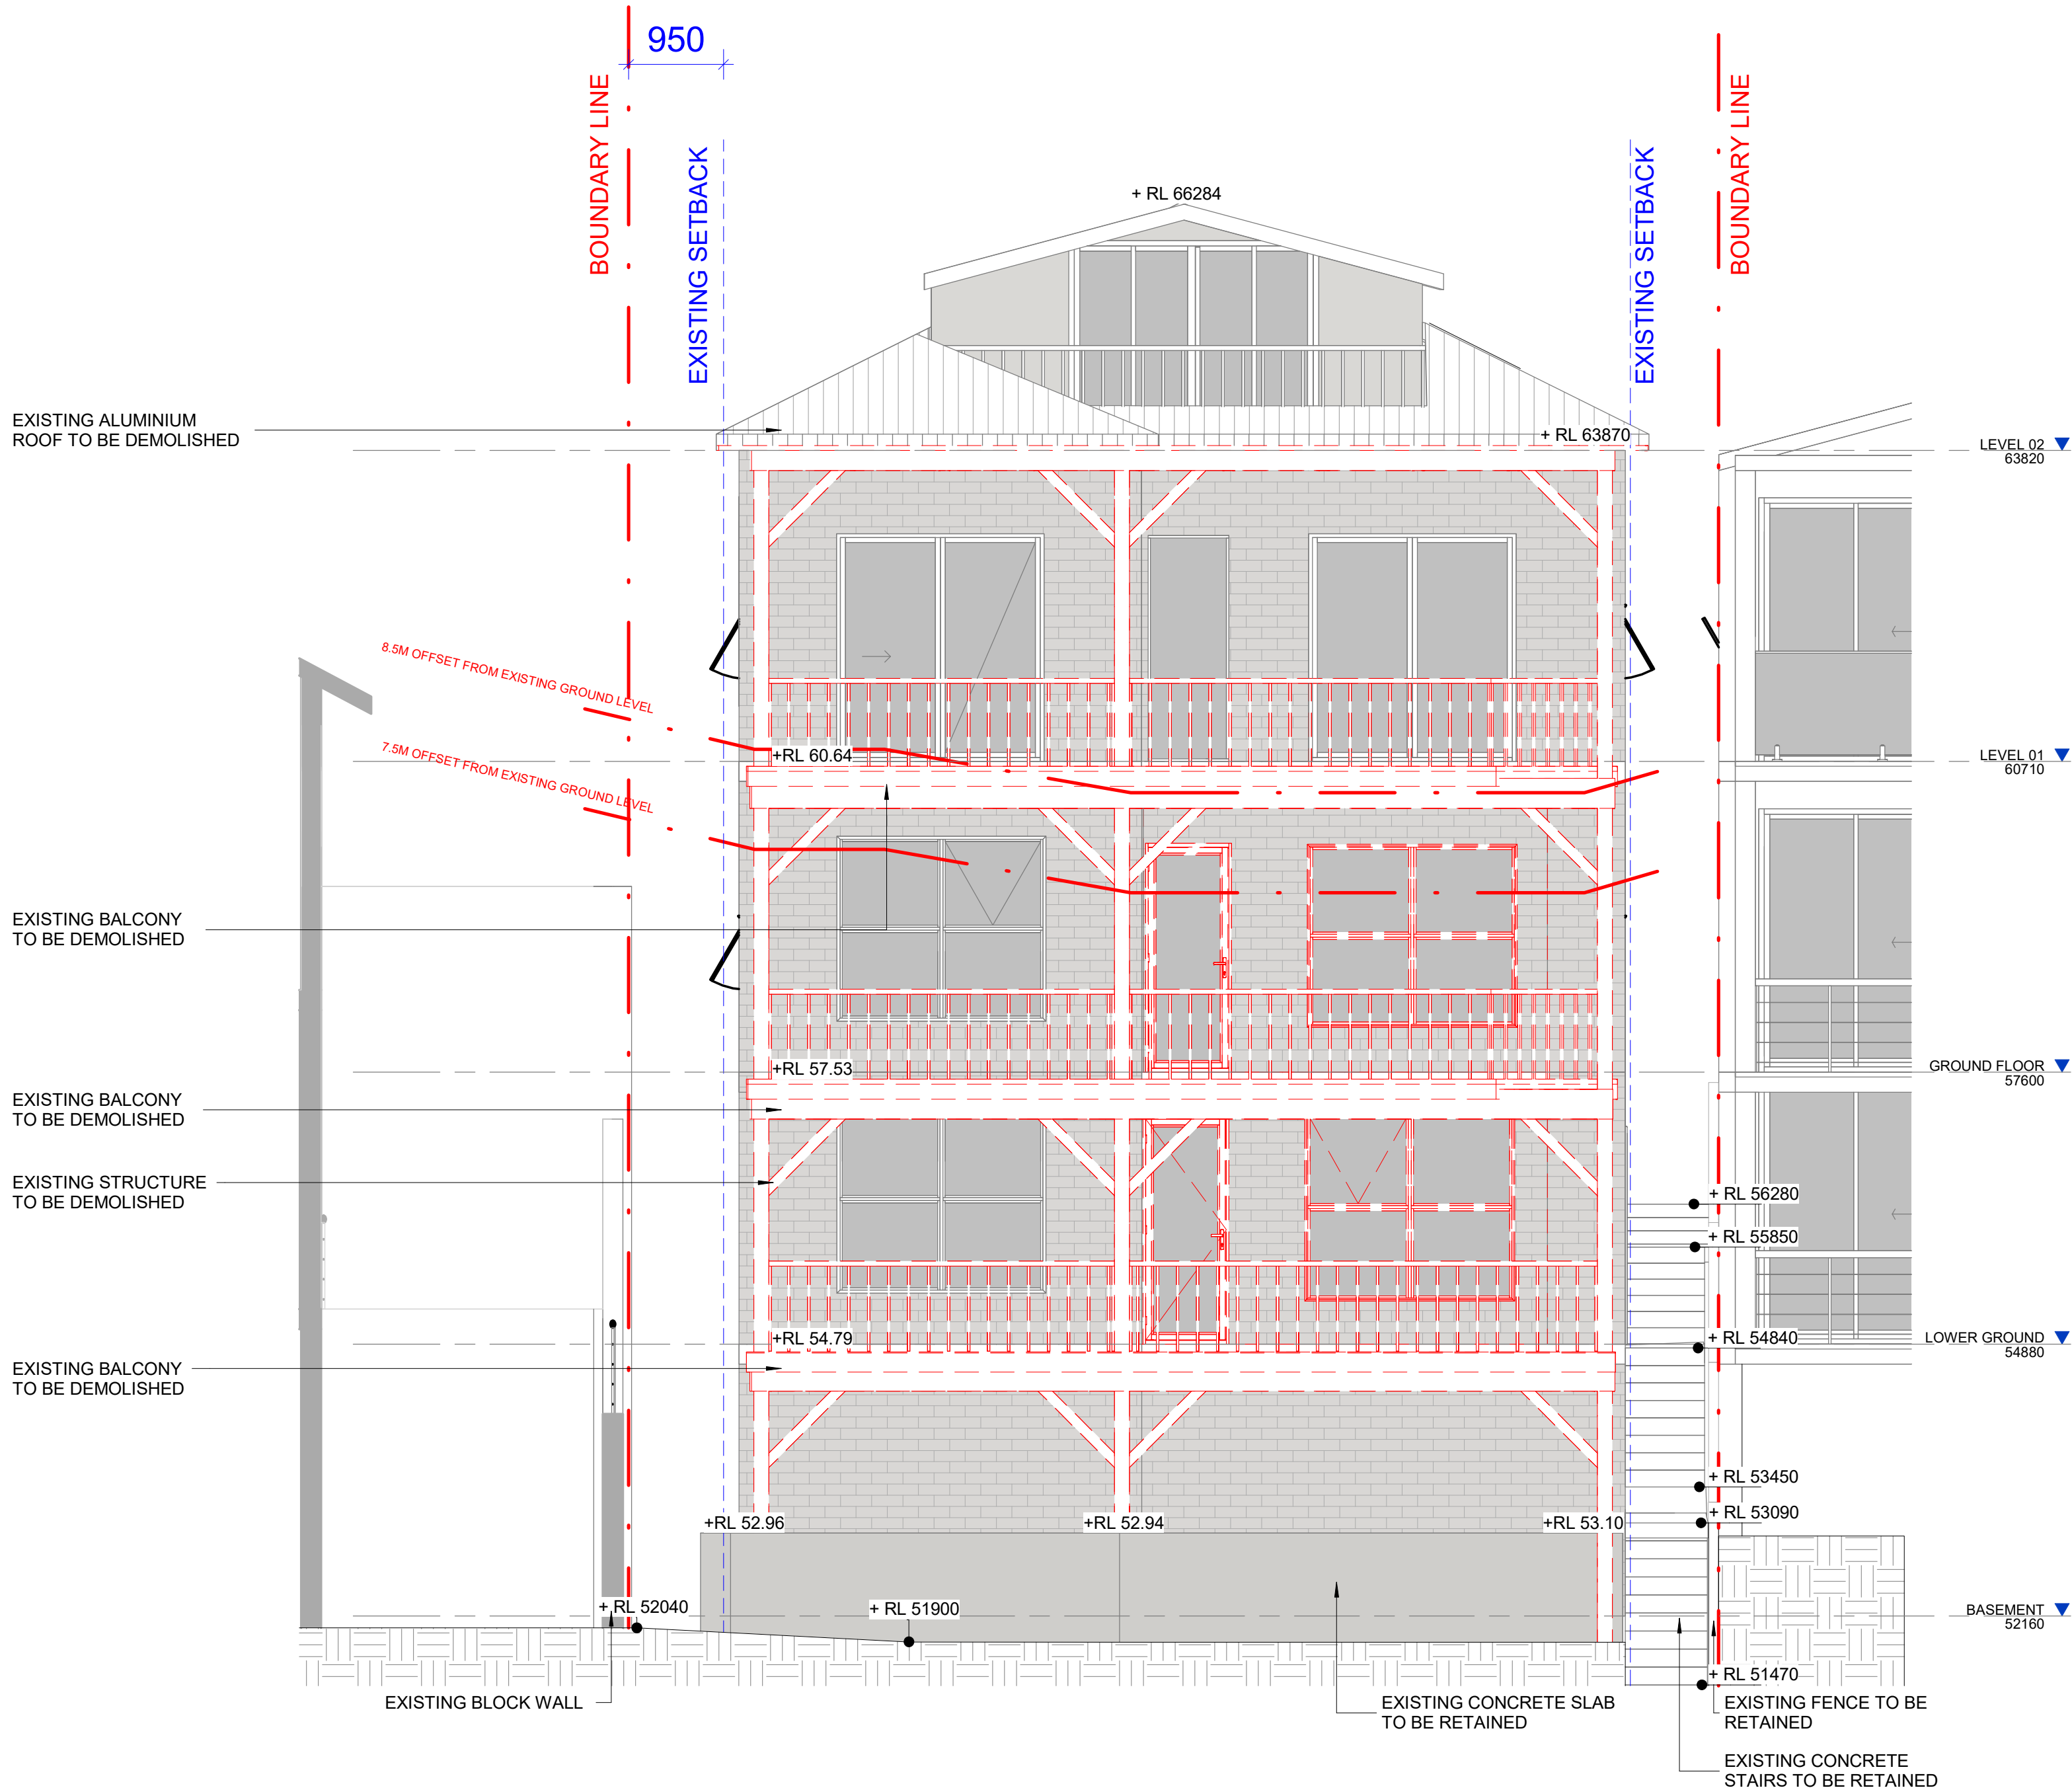 950
BOUNDARY LINE
EXISTING SETBACK
EXISTING SETBACK
BOUNDARY LINE
+ RL 66284
EXISTING ALUMINIUM
ROOF TO BE DEMOLISHED
+ RL 63870
LEVEL 02
63820
8.5M OFFSET FROM EXISTING GROUND LEVEL
7.5M OFFSET FROM EXISTING GROUND LEVEL
+RL 60.64
LEVEL 01
60710
EXISTING BALCONY
TO BE DEMOLISHED
+RL 57.53
GROUND FLOOR
57600
EXISTING BALCONY
TO BE DEMOLISHED
EXISTING STRUCTURE
TO BE DEMOLISHED
+ RL 56280
+ RL 55850
+RL 54.79
+ RL 54840
LOWER GROUND
54880
EXISTING BALCONY
TO BE DEMOLISHED
+ RL 53450
+ RL 53090
+RL 52.96
+RL 52.94
+RL 53.10
+ RL 52040
+ RL 51900
BASEMENT
52160
+ RL 51470
EXISTING BLOCK WALL
EXISTING CONCRETE SLAB
TO BE RETAINED
EXISTING FENCE TO BE
RETAINED
EXISTING CONCRETE
STAIRS TO BE RETAINED